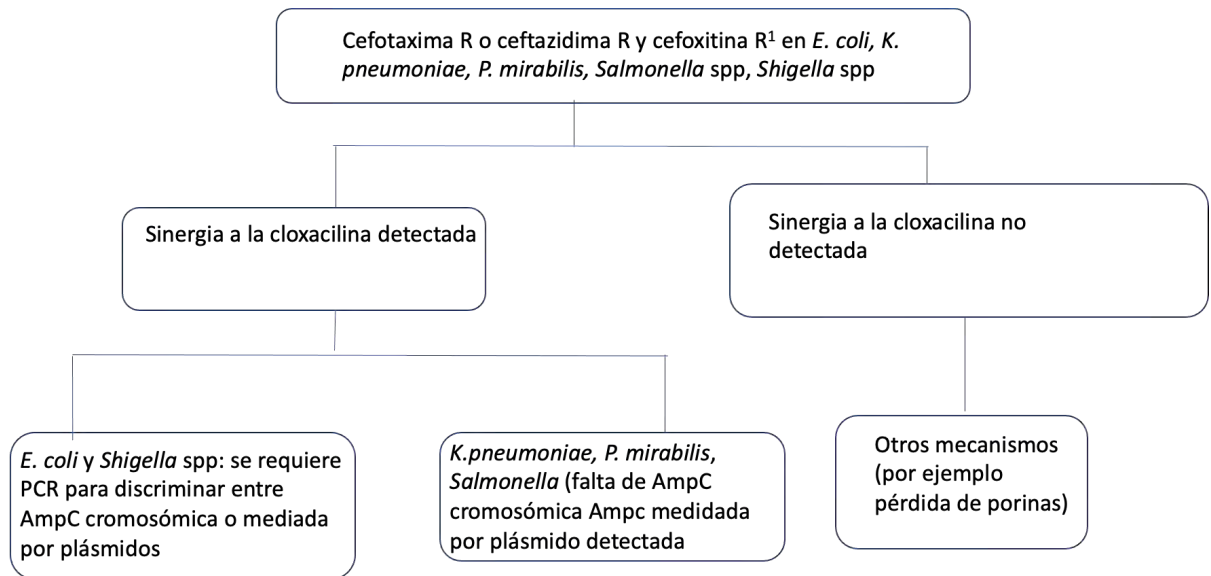 Cefotaxima R o ceftazidima R y cefoxitina R¹ en E. coli, K.
pneumoniae, P. mirabilis, Salmonella spp, Shigella spp
Sinergia a la cloxacilina detectada
Sinergia a la cloxacilina no
detectada
E. coli y Shigella spp: se requiere
PCR para discriminar entre
AmpC cromosómica o mediada
por plásmidos
K.pneumoniae, P. mirabilis,
Salmonella (falta de AmpC
cromosómica Ampc medidada
por plásmido detectada
Otros mecanismos
(por ejemplo
pérdida de porinas)